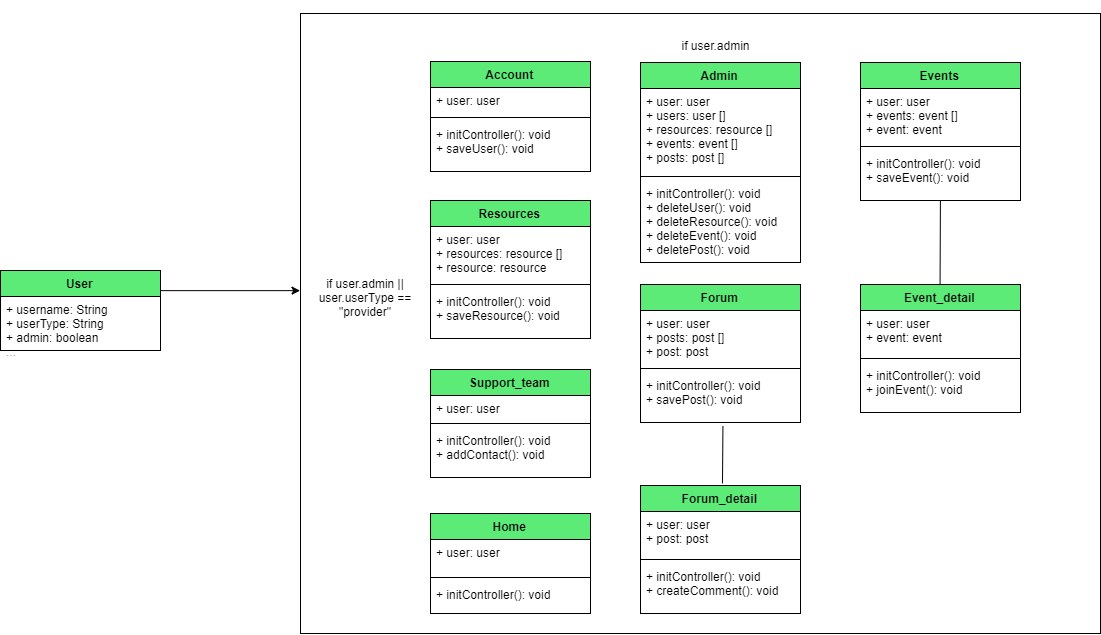 User
+ username: String
+ userType: String
+ admin: boolean
...
if user.admin ||
user.userType ==
"provider"
Account
+ user: user
+ initController(): void
+ saveUser(): void
Resources
+ user: user
+ resources: resource []
+ resource: resource
+ initController(): void
+ saveResource(): void
Support_team
+ user: user
+ initController(): void
+ addContact(): void
Home
+ user: user
+ initController(): void
if user.admin
Admin
+ user: user
+ users: user []
+ resources: resource []
+ events: event []
+ posts: post []
+ initController(): void
+ deleteUser(): void
+ deleteResource(): void
+ deleteEvent(): void
+ deletePost(): void
Forum
+ user: user
+ posts: post []
+ post: post
+ initController(): void
+ savePost(): void
Forum_detail
+ user: user
+ post: post
+ initController(): void
+ createComment(): void
Events
+ user: user
+ events: event []
+ event: event
+ initController(): void
+ saveEvent(): void
Event_detail
+ user: user
+ event: event
+ initController(): void
+ joinEvent(): void